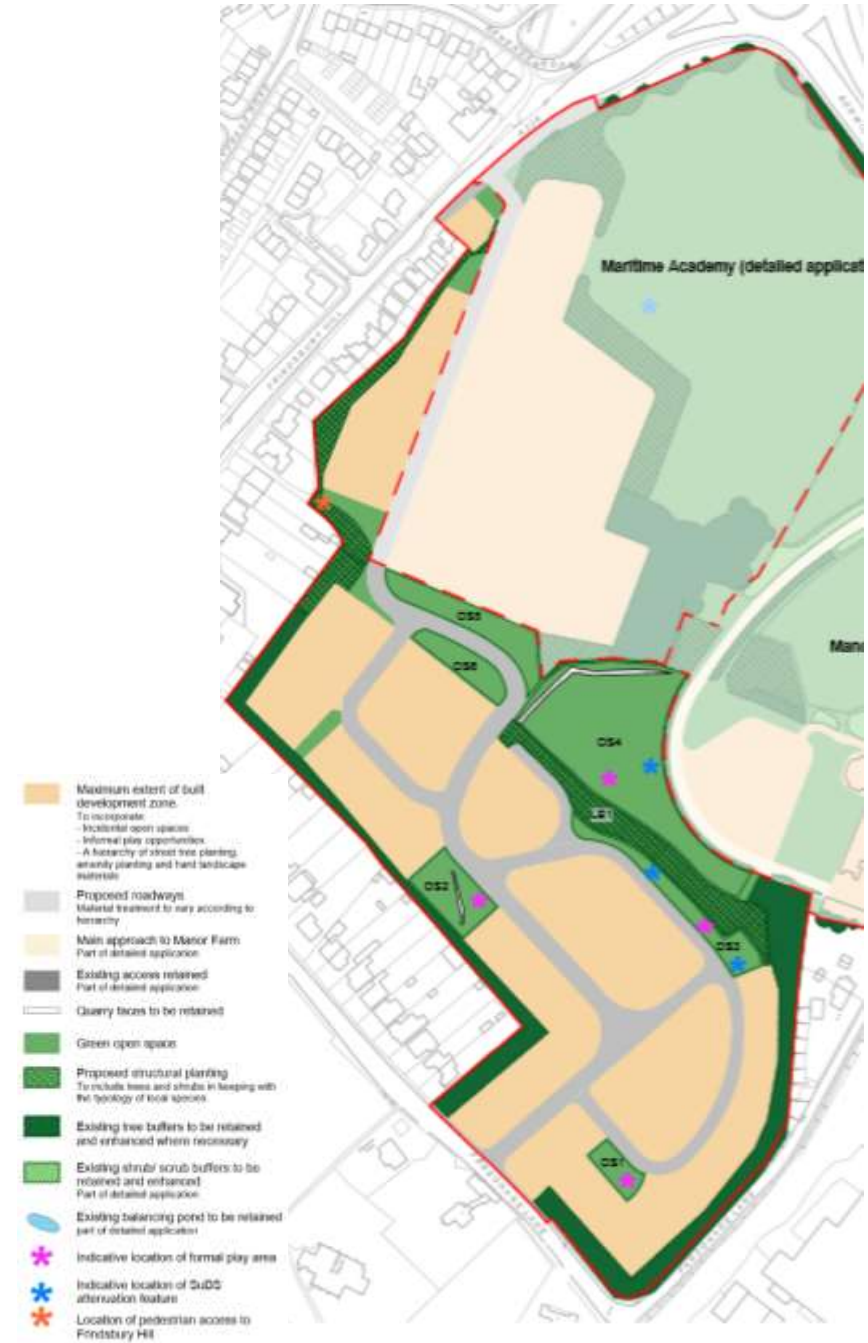 A228
Maritime Academy (detailed applicati
FRINDSBURY HILL
OS5
OS6
Mano
OS4
LB1
OS2
OS3
OS1
Maximum extent of built
development zone.
To incorporate:
- Incidental open spaces
- Informal play opportunities
- A hierarchy of street tree planting,
amenity planting and hard landscape
materials
Proposed roadways
Material treatment to vary according to
hierarchy
Main approach to Manor Farm
Part of detailed application
Existing access retained
Part of detailed application
Quarry faces to be retained
Green open space
Proposed structural planting
To include trees and shrubs in keeping with
the typology of local species
Existing tree buffers to be retained
and enhanced where necessary
Existing shrub/ scrub buffers to be
retained and enhanced
Part of detailed application
Existing balancing pond to be retained
part of detailed application
Indicative location of formal play area
Indicative location of SuDS
attenuation feature
Location of pedestrian access to
Frindsbury Hill